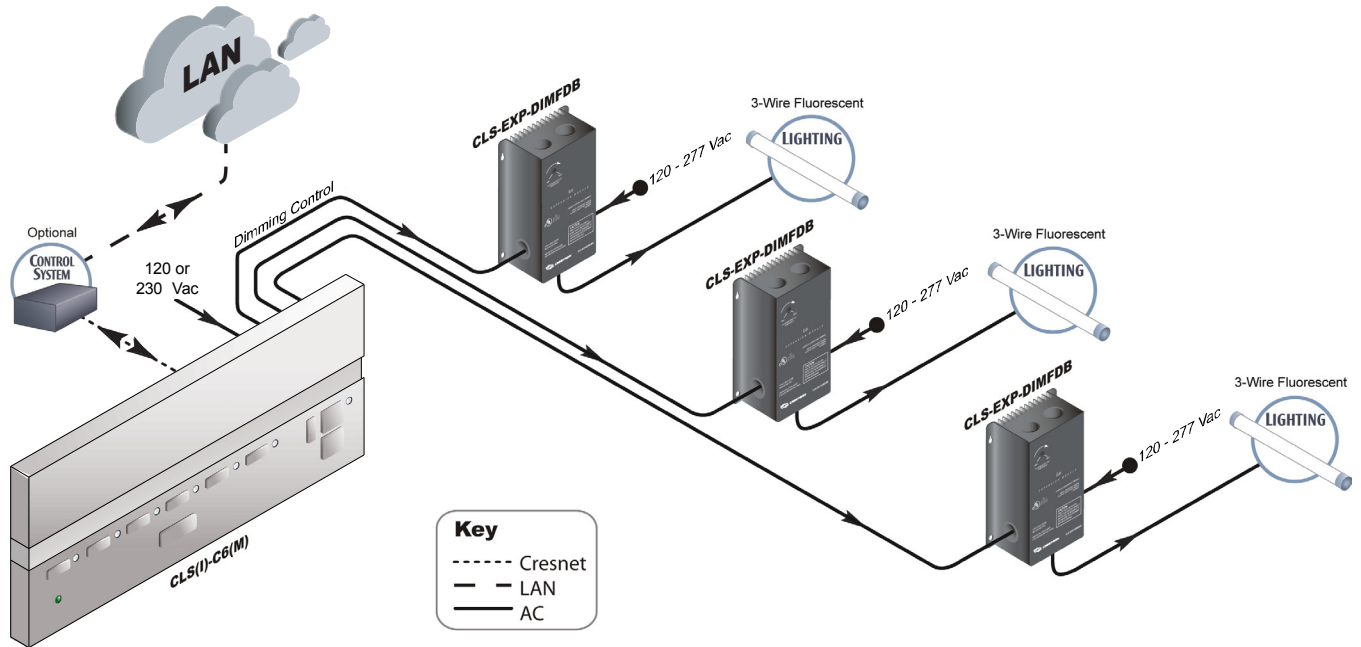 LAN
CLS-EXP-DIMFDB
3-Wire Fluorescent
LIGHTING
120 - 277 Vac
Dimming Control
Optional
CONTROL
SYSTEM
120 or
230 Vac
CLS-EXP-DIMFDB
3-Wire Fluorescent
LIGHTING
120 - 277 Vac
CLS-EXP-DIMFDB
3-Wire Fluorescent
LIGHTING
120 - 277 Vac
CLS(I)-C6(M)
Key
Cresnet
LAN
AC